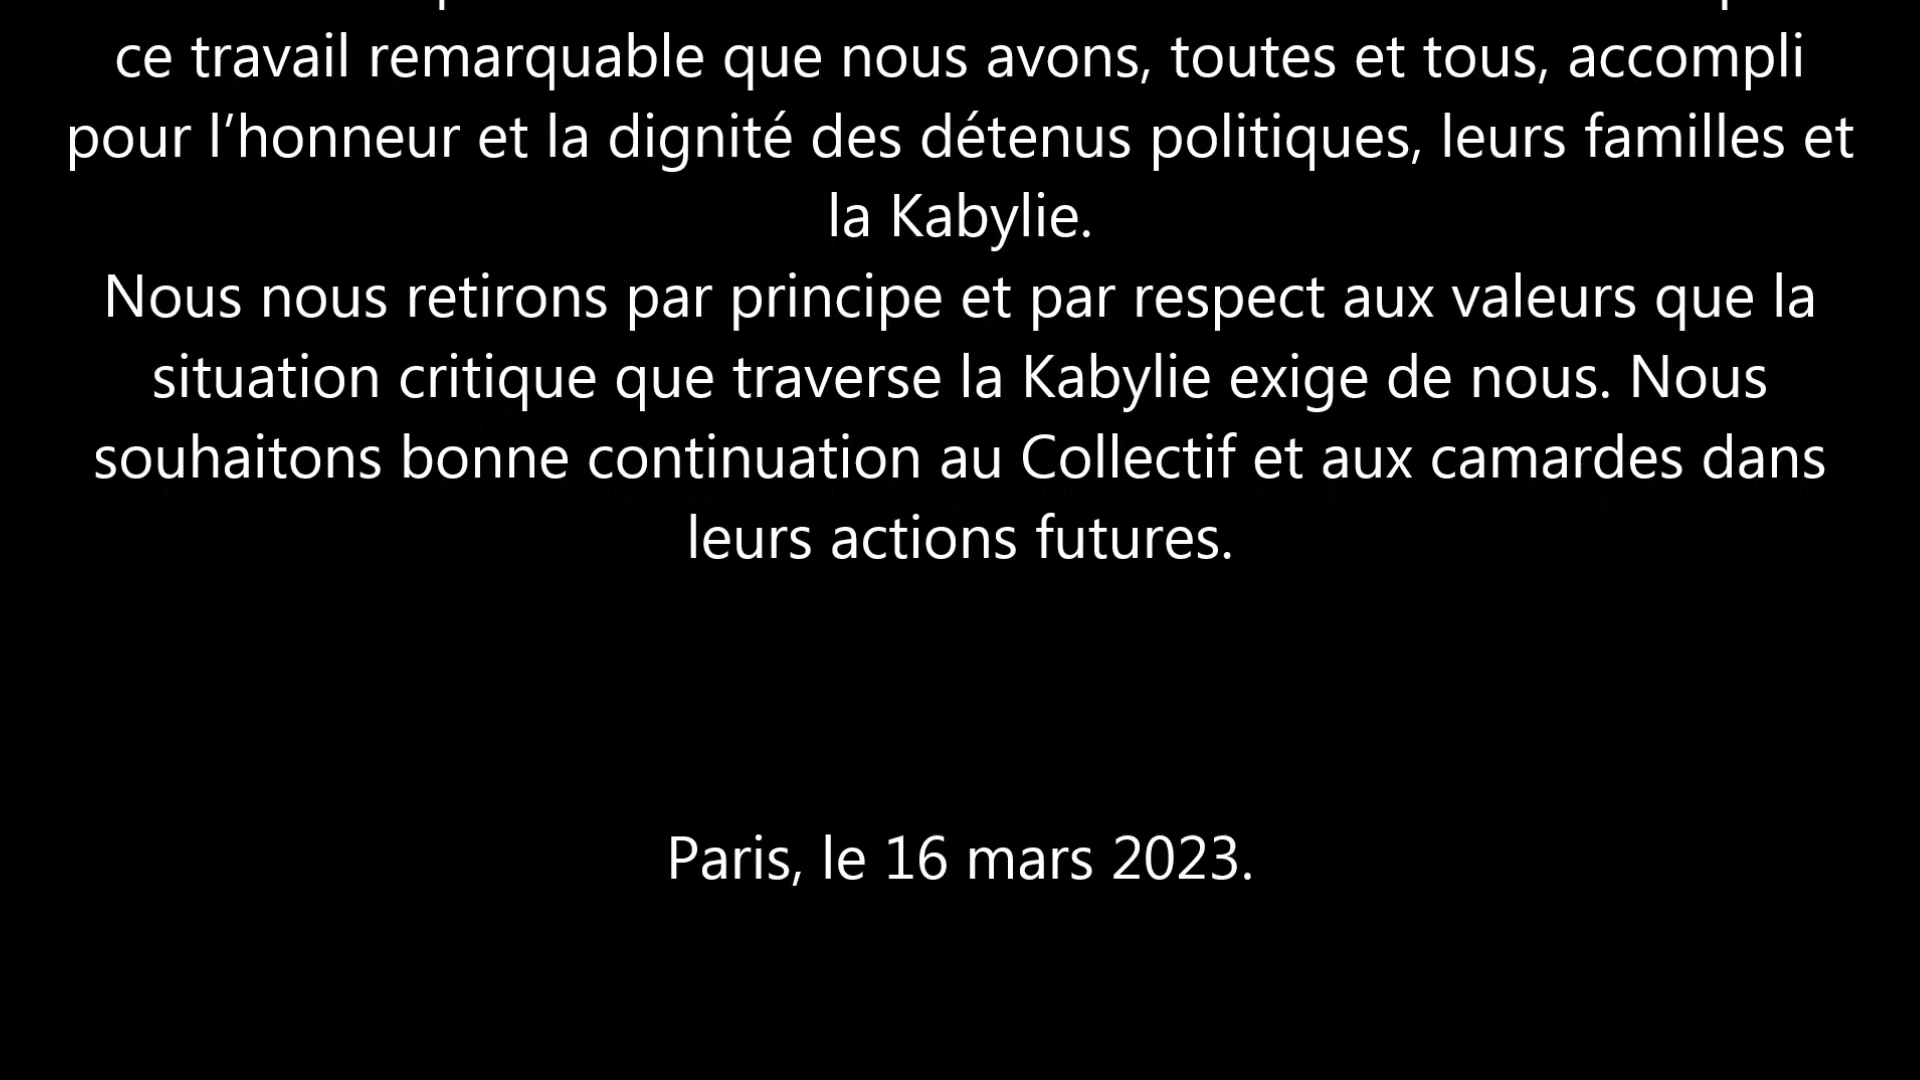 ce travail remarquable que nous avons, toutes et tous, accompli
pour l’honneur et la dignité des détenus politiques, leurs familles et
la Kabylie.
Nous nous retirons par principe et par respect aux valeurs que la
situation critique que traverse la Kabylie exige de nous. Nous
souhaitons bonne continuation au Collectif et aux camardes dans
leurs actions futures.
Paris, le 16 mars 2023.